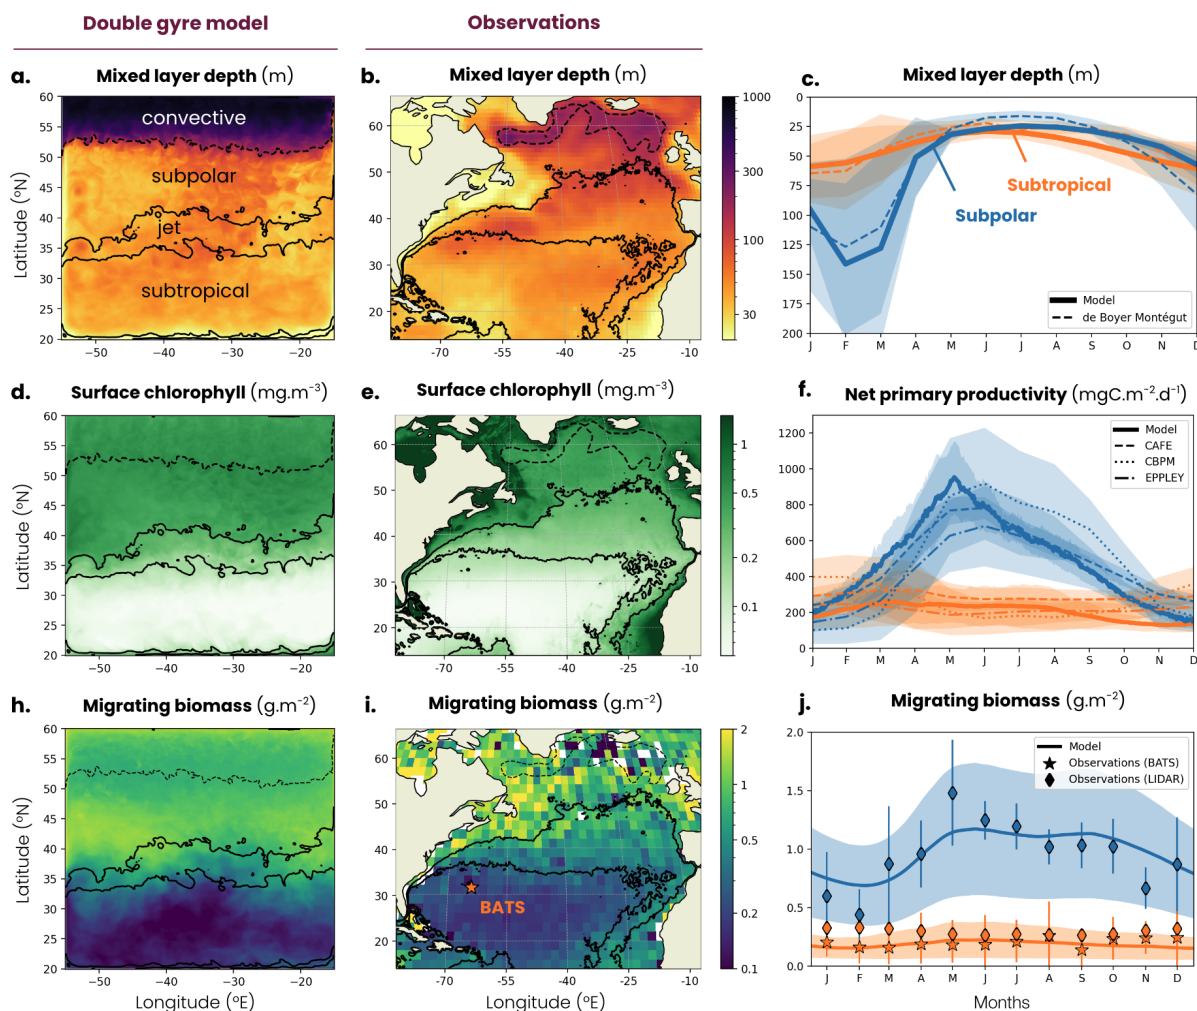 Double gyre model
Observations
a. Mixed layer depth (m)
b. Mixed layer depth (m)
c. Mixed layer depth (m)
Latitude (ºN)
60
55
50
45
40
35
30
25
20
convective
subpolar
jet
subtropical
−50
−40
−30
−20
60
50
40
30
20
-70
-55
-40
-25
-10
1000
300
100
30
0
25
50
75
100
125
150
175
200
Subtropical
Subpolar
Model
de Boyer Montégut
J F M A M J J A S O N D
d. Surface chlorophyll (mg.m⁻³)
e. Surface chlorophyll (mg.m⁻³)
f. Net primary productivity (mgC.m⁻².d⁻¹)
Latitude (ºN)
60
55
50
45
40
35
30
25
20
−50
−40
−30
−20
60
50
40
30
20
-70
-55
-40
-25
-10
1
0.5
0.2
0.1
1200
1000
800
600
400
200
0
Model
CAFE
CBPM
EPPLEY
J F M A M J J A S O N D
h. Migrating biomass (g.m⁻²)
i. Migrating biomass (g.m⁻²)
j. Migrating biomass (g.m⁻²)
Latitude (ºN)
60
55
50
45
40
35
30
25
20
−50
−40
−30
−20
Longitude (ºE)
60
50
40
30
20
BATS
-70
-55
-40
-25
-10
Longitude (ºE)
2
1
0.5
0.2
0.1
2.0
1.5
1.0
0.5
0.0
Model
Observations (BATS)
Observations (LIDAR)
J F M A M J J A S O N D
Months